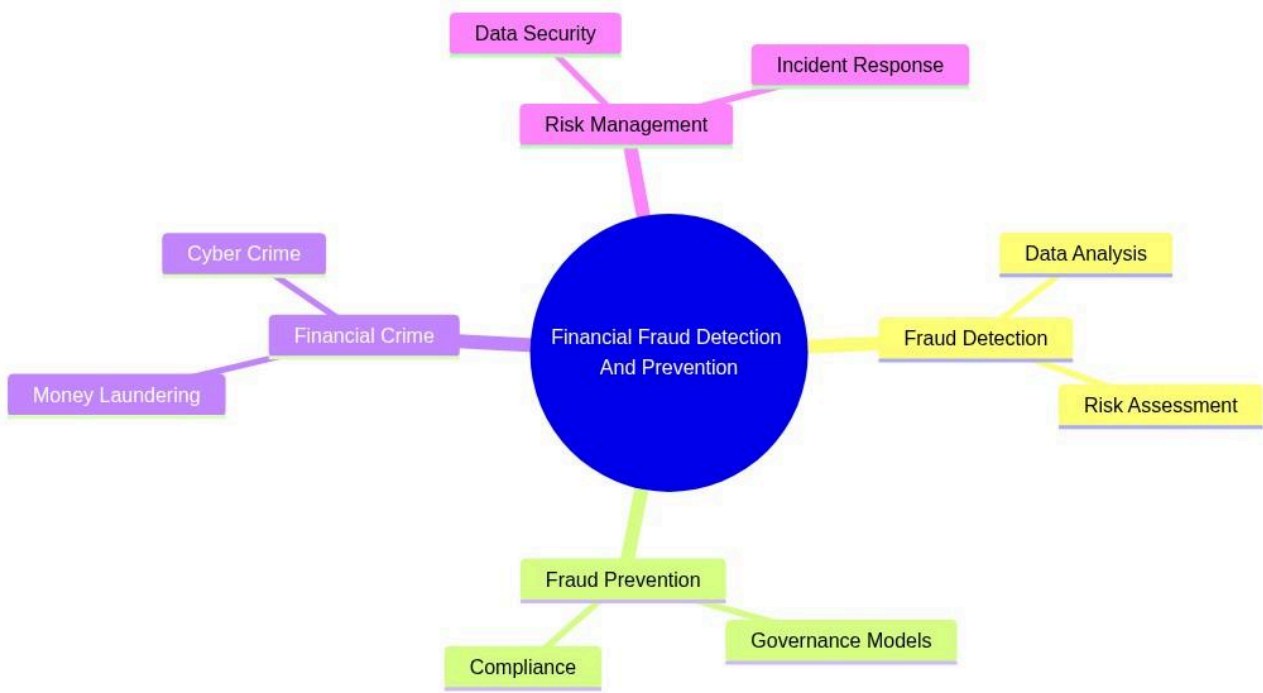 Data Security
Incident Response
Risk Management
Cyber Crime
Data Analysis
Financial Crime
Financial Fraud Detection
And Prevention
Fraud Detection
Money Laundering
Risk Assessment
Fraud Prevention
Governance Models
Compliance